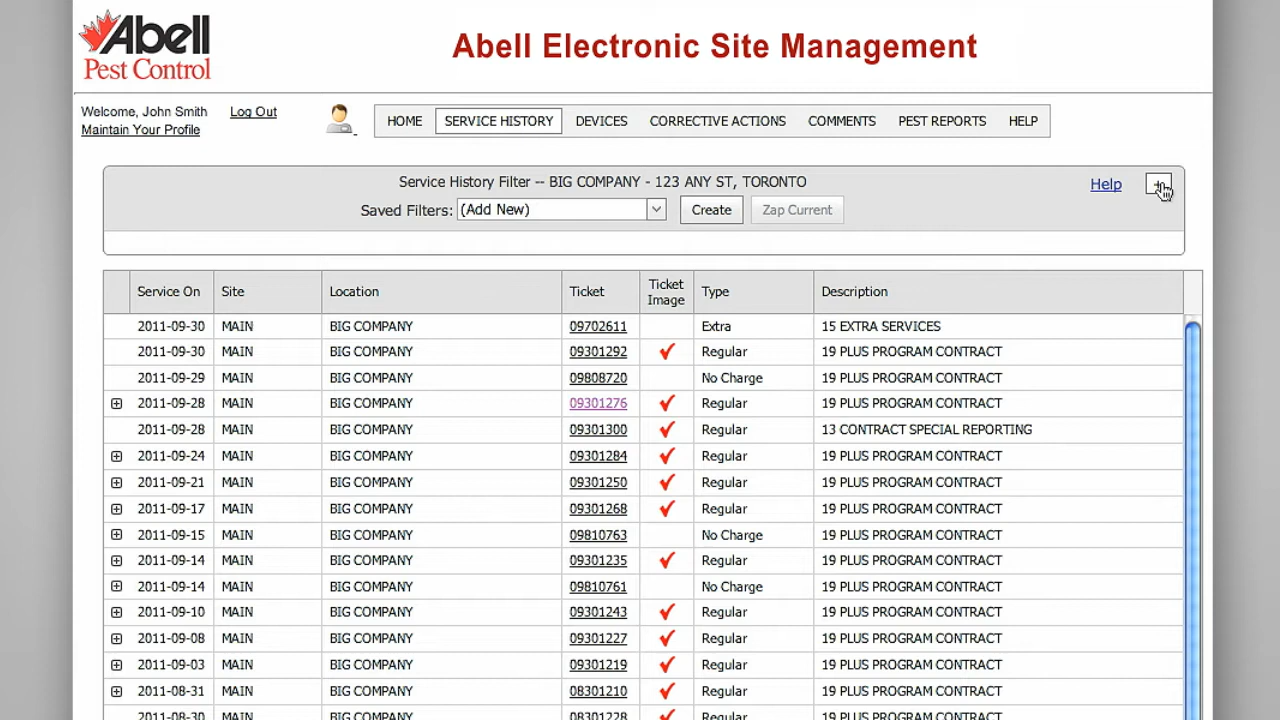 Abell
Pest Control
Abell Electronic Site Management
Welcome, John Smith Log Out
Maintain Your Profile
HOME SERVICE HISTORY DEVICES CORRECTIVE ACTIONS COMMENTS PEST REPORTS HELP
Service History Filter -- BIG COMPANY - 123 ANY ST, TORONTO Help
Saved Filters: (Add New) Create Zap Current
Service On Site Location Ticket Ticket Image Type Description
2011-09-30 MAIN BIG COMPANY 09702611 Extra 15 EXTRA SERVICES
2011-09-30 MAIN BIG COMPANY 09301292 Regular 19 PLUS PROGRAM CONTRACT
2011-09-29 MAIN BIG COMPANY 09808720 No Charge 19 PLUS PROGRAM CONTRACT
2011-09-28 MAIN BIG COMPANY 09301276 Regular 19 PLUS PROGRAM CONTRACT
2011-09-28 MAIN BIG COMPANY 09301300 Regular 13 CONTRACT SPECIAL REPORTING
2011-09-24 MAIN BIG COMPANY 09301284 Regular 19 PLUS PROGRAM CONTRACT
2011-09-21 MAIN BIG COMPANY 09301250 Regular 19 PLUS PROGRAM CONTRACT
2011-09-17 MAIN BIG COMPANY 09301268 Regular 19 PLUS PROGRAM CONTRACT
2011-09-15 MAIN BIG COMPANY 09810763 No Charge 19 PLUS PROGRAM CONTRACT
2011-09-14 MAIN BIG COMPANY 09301235 Regular 19 PLUS PROGRAM CONTRACT
2011-09-14 MAIN BIG COMPANY 09810761 No Charge 19 PLUS PROGRAM CONTRACT
2011-09-10 MAIN BIG COMPANY 09301243 Regular 19 PLUS PROGRAM CONTRACT
2011-09-08 MAIN BIG COMPANY 09301227 Regular 19 PLUS PROGRAM CONTRACT
2011-09-03 MAIN BIG COMPANY 09301219 Regular 19 PLUS PROGRAM CONTRACT
2011-08-31 MAIN BIG COMPANY 08301210 Regular 19 PLUS PROGRAM CONTRACT
2011-08-30 MAIN BIG COMPANY 08301228 Regular 19 PLUS PROGRAM CONTRACT